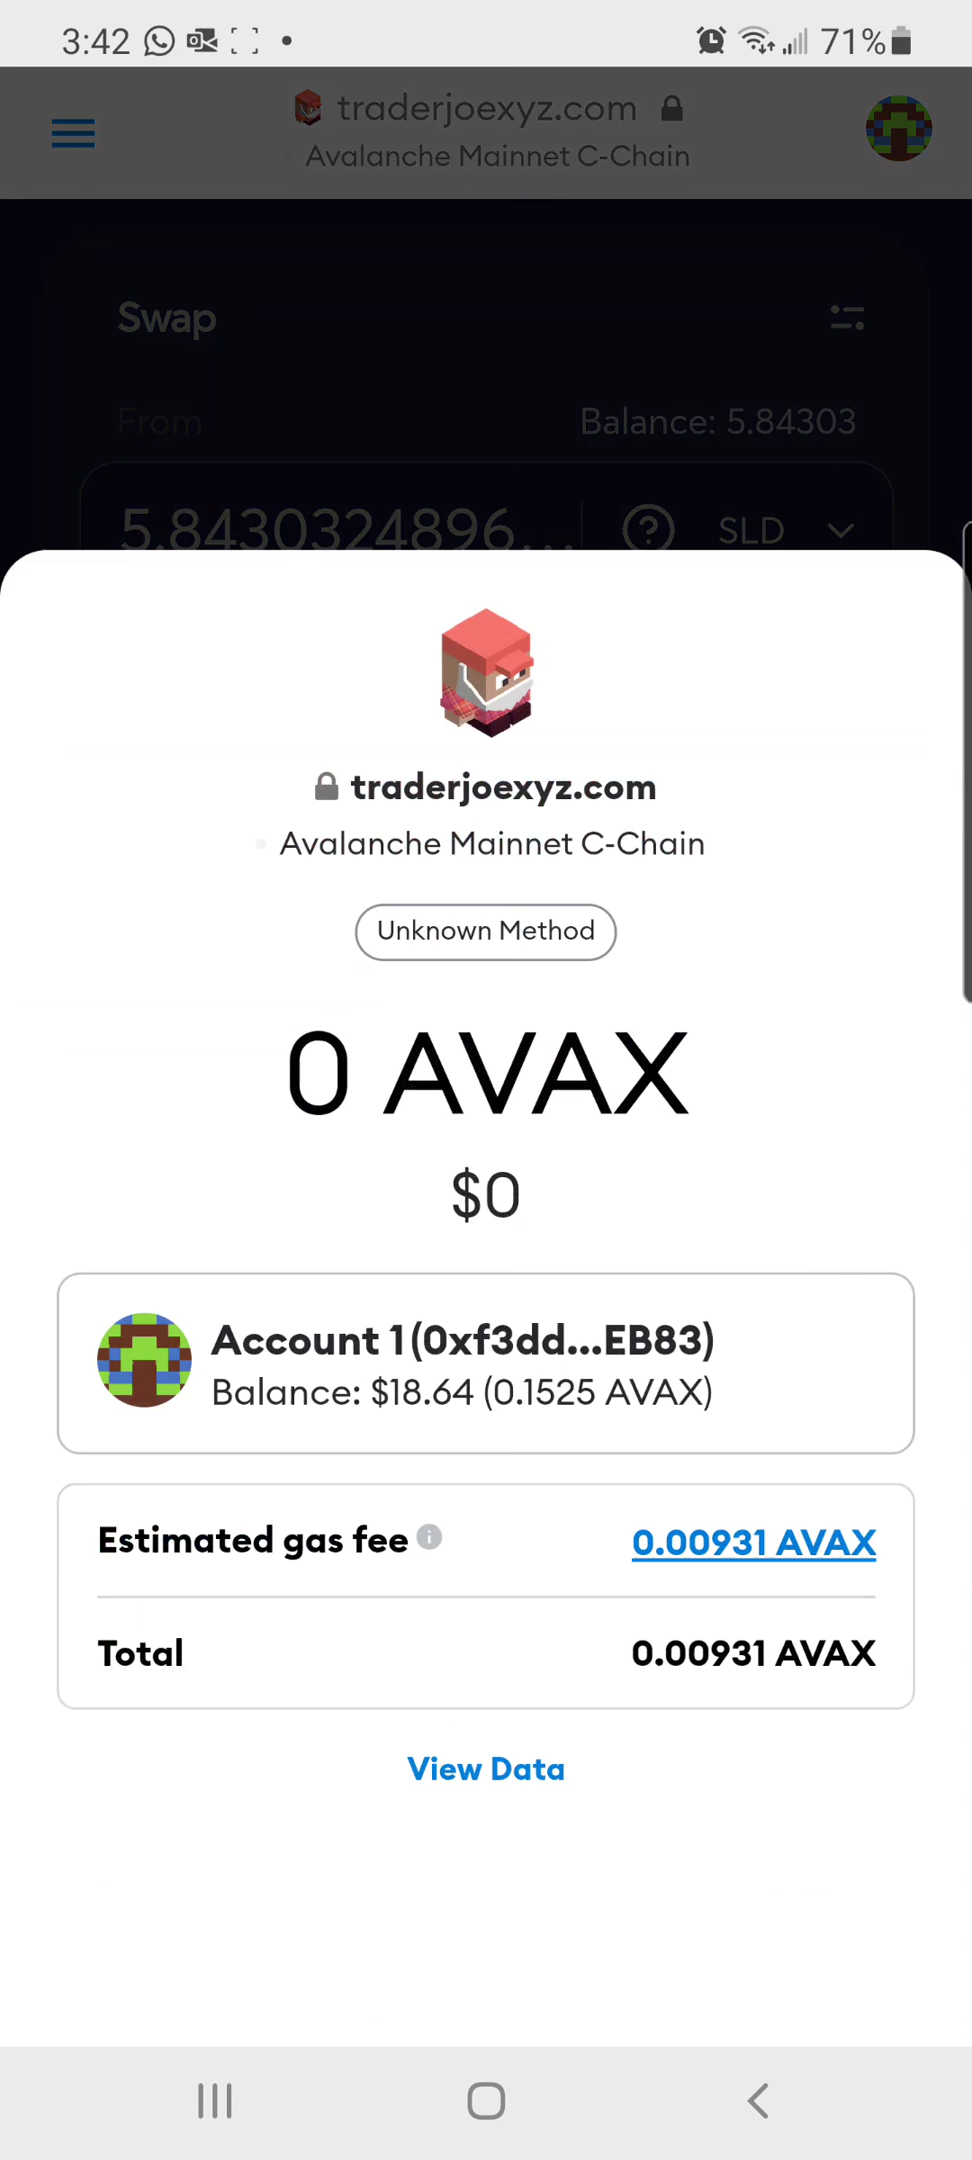 3:42 71%
traderjoexyz.com
Avalanche Mainnet C-Chain
Swap
From Balance: 5.84303
5.8430324896... SLD
traderjoexyz.com
Avalanche Mainnet C-Chain
Unknown Method
0 AVAX
$0
Account 1(0xf3dd...EB83)
Balance: $18.64 (0.1525 AVAX)
Estimated gas fee 0.00931 AVAX
Total 0.00931 AVAX
View Data